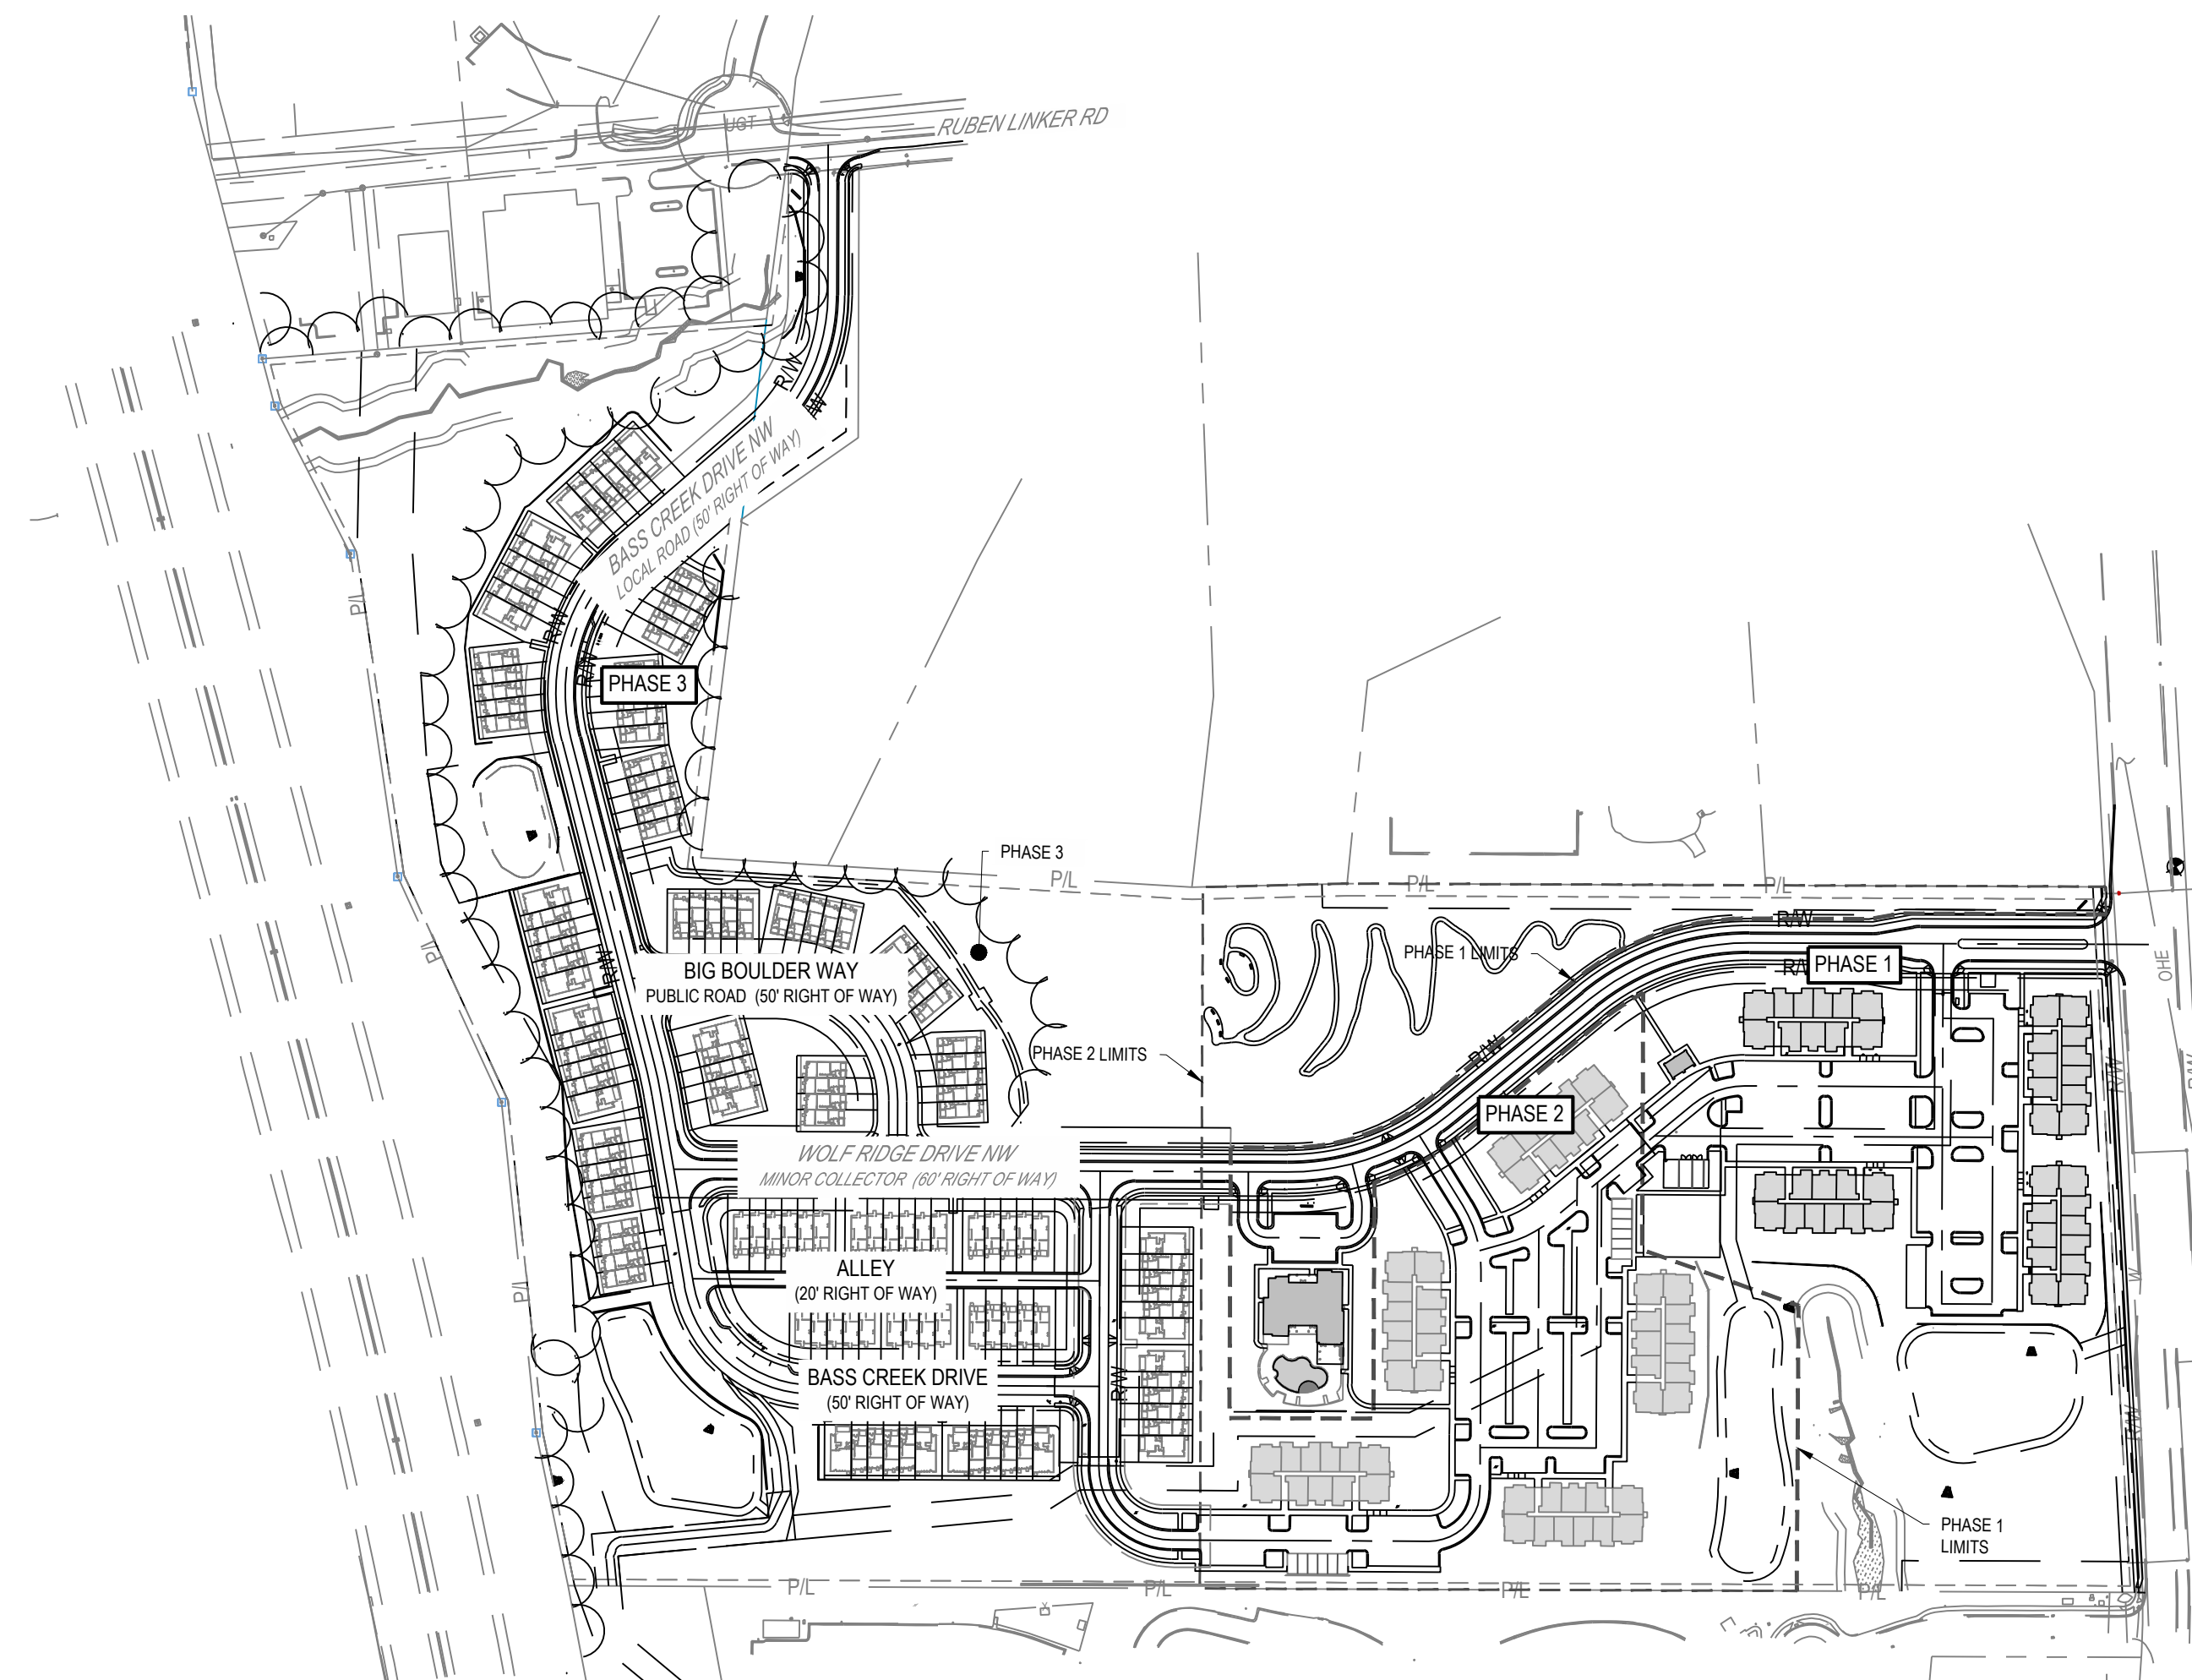 UGT
RUBEN LINKER RD
R/W
BASS CREEK DRIVE NW
LOCAL ROAD (50' RIGHT OF WAY)
P/L
R/W
R/W
PHASE 3
PHASE 3
P/L
P/L
P/L
R/W
PHASE 1 LIMITS
PHASE 1
OHE
P/L
R/W
BIG BOULDER WAY
PUBLIC ROAD (50' RIGHT OF WAY)
PHASE 2 LIMITS
R/W
R/W
R/W
PHASE 2
WOLF RIDGE DRIVE NW
MINOR COLLECTOR (60' RIGHT OF WAY)
P/L
ALLEY
(20' RIGHT OF WAY)
BASS CREEK DRIVE
(50' RIGHT OF WAY)
R/W
R/W
PHASE 1
LIMITS
P/L
P/L
P/L
P/L